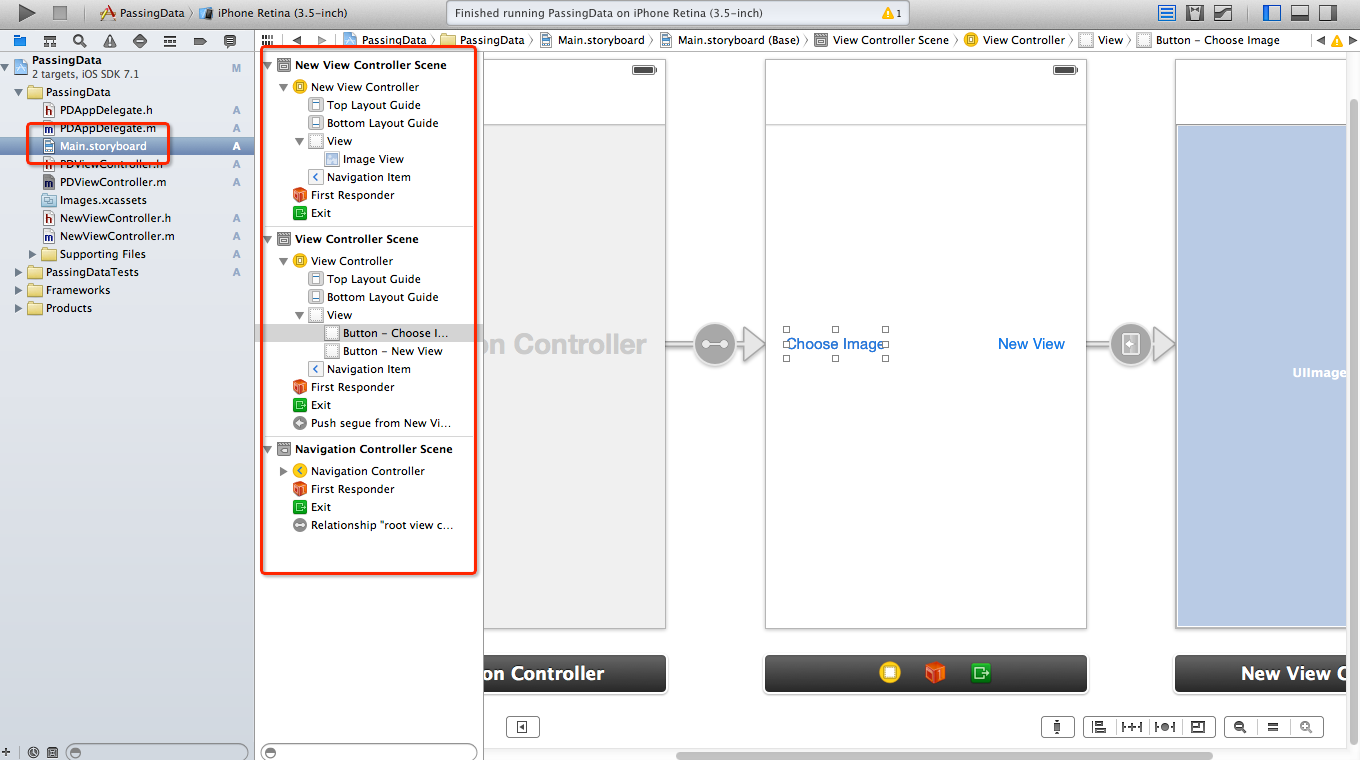 PassingData
iPhone Retina (3.5-inch)
Finished running PassingData on iPhone Retina (3.5-inch)
1
PassingData
PassingData
Main.storyboard
Main.storyboard (Base)
View Controller Scene
View Controller
View
Button – Choose Image
PassingData
2 targets, iOS SDK 7.1
M
PassingData
PDAppDelegate.h
A
PDAppDelegate.m
A
Main.storyboard
A
PDViewController.h
A
PDViewController.m
A
Images.xcassets
NewViewController.h
A
NewViewController.m
A
Supporting Files
A
PassingDataTests
A
Frameworks
Products
New View Controller Scene
New View Controller
Top Layout Guide
Bottom Layout Guide
View
Image View
Navigation Item
First Responder
Exit
View Controller Scene
View Controller
Top Layout Guide
Bottom Layout Guide
View
Button – Choose I...
Button – New View
Navigation Item
First Responder
Exit
Push segue from New Vi...
Navigation Controller Scene
Navigation Controller
First Responder
Exit
Relationship "root view c...
on Controller
Choose Image
New View
UIImage
on Controller
New View C